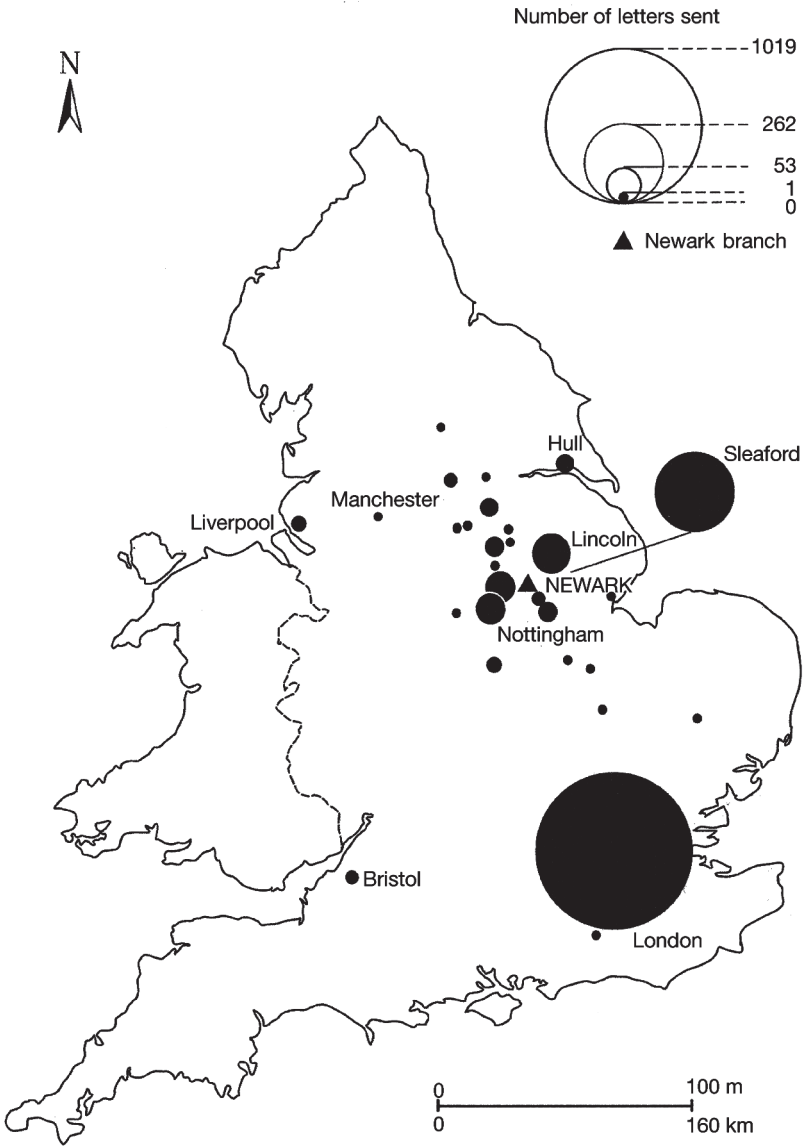 Number of letters sent
1019
262
53
1
0
Newark branch
N
Hull
Sleaford
Manchester
Liverpool
Lincoln
NEWARK
Nottingham
Bristol
London
0 100 m
0 160 km